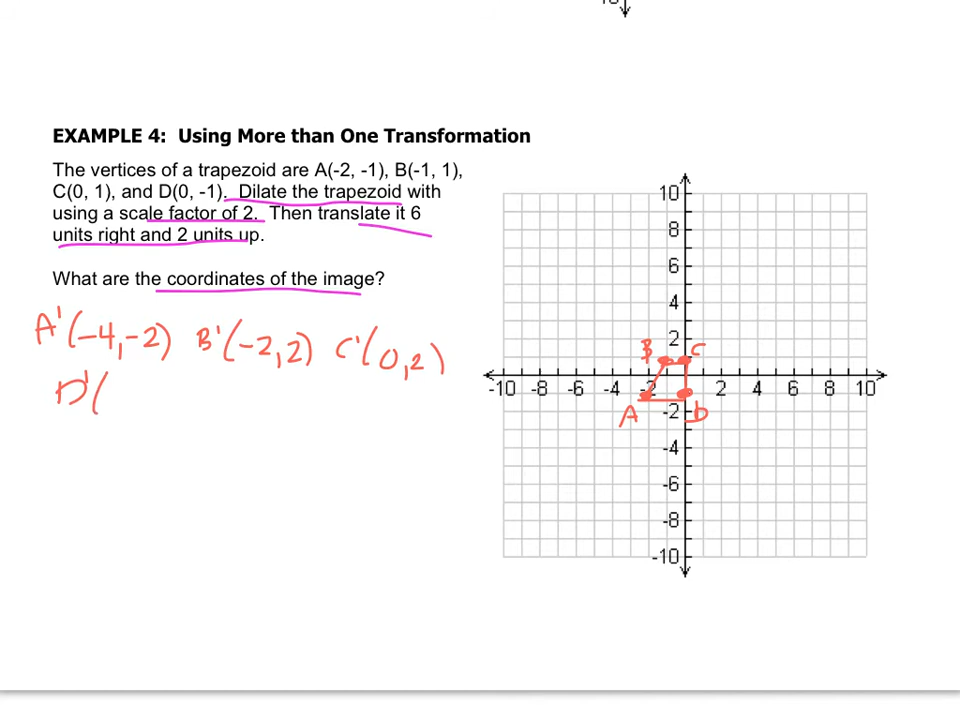 EXAMPLE 4: Using More than One Transformation
The vertices of a trapezoid are A(-2, -1), B(-1, 1),
C(0, 1), and D(0, -1). Dilate the trapezoid with
using a scale factor of 2. Then translate it 6
units right and 2 units up.
What are the coordinates of the image?
A'(-4,-2) B'(-2,2) C'(0,2)
D'(
10
8
6
4
2
B C
-10 -8 -6 -4 -2 2 4 6 8 10
A -2 D
-4
-6
-8
-10